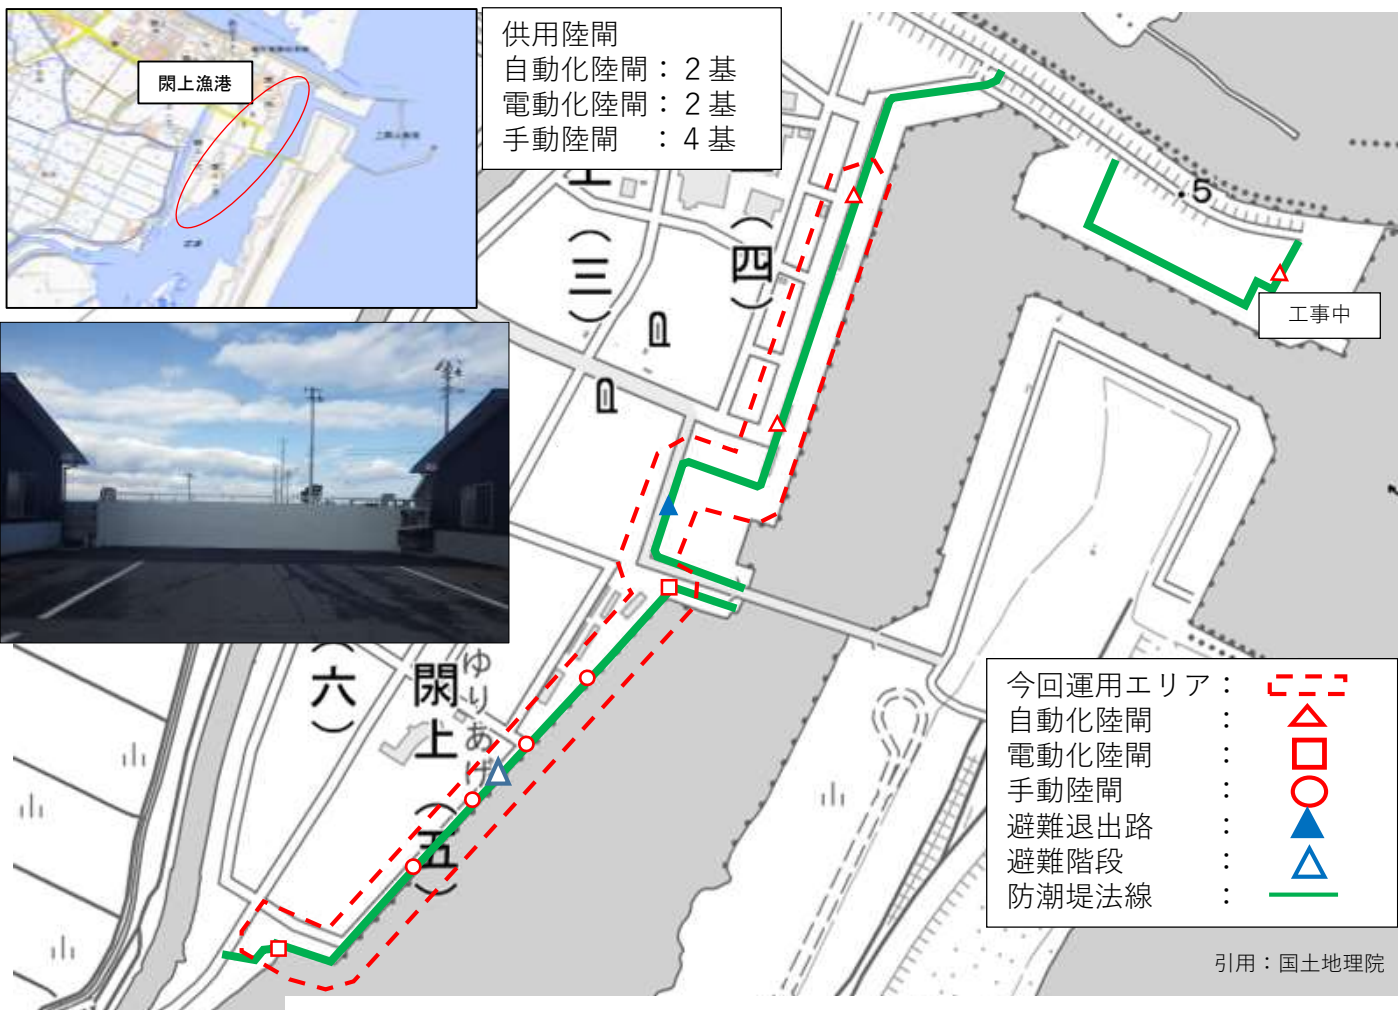 閖上漁港
供用陸閘
自動化陸閘：２基
電動化陸閘：２基
手動陸閘　：４基
上
(三)
(四)
5
工事中
(六)
閖上
ゆりあげ
(五)
今回運用エリア：
自動化陸閘　　：
電動化陸閘　　：
手動陸閘　　　：
避難退出路　　：
避難階段　　　：
防潮堤法線　　：
引用：国土地理院